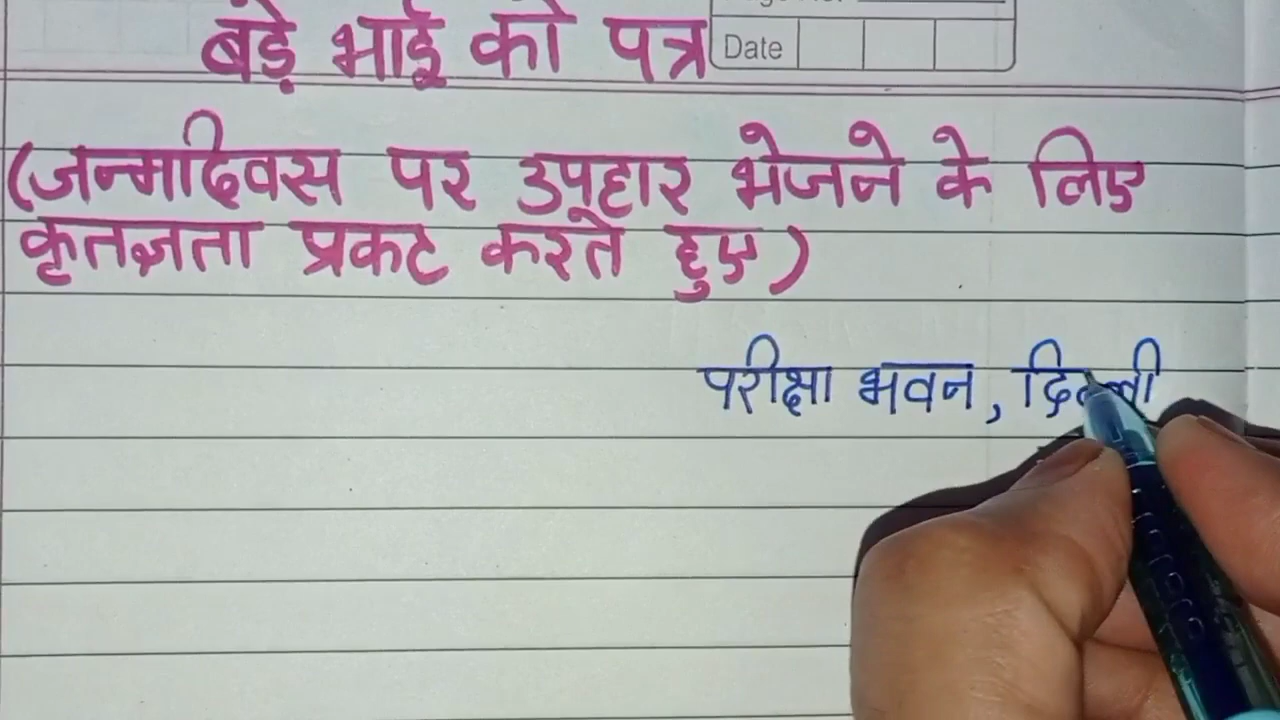 बड़े भाई को पत्र
Date
(जन्मदिवस पर उपहार भेजने के लिए
कृतज्ञता प्रकट करते हुए)
परीक्षा भवन, दिल्ली